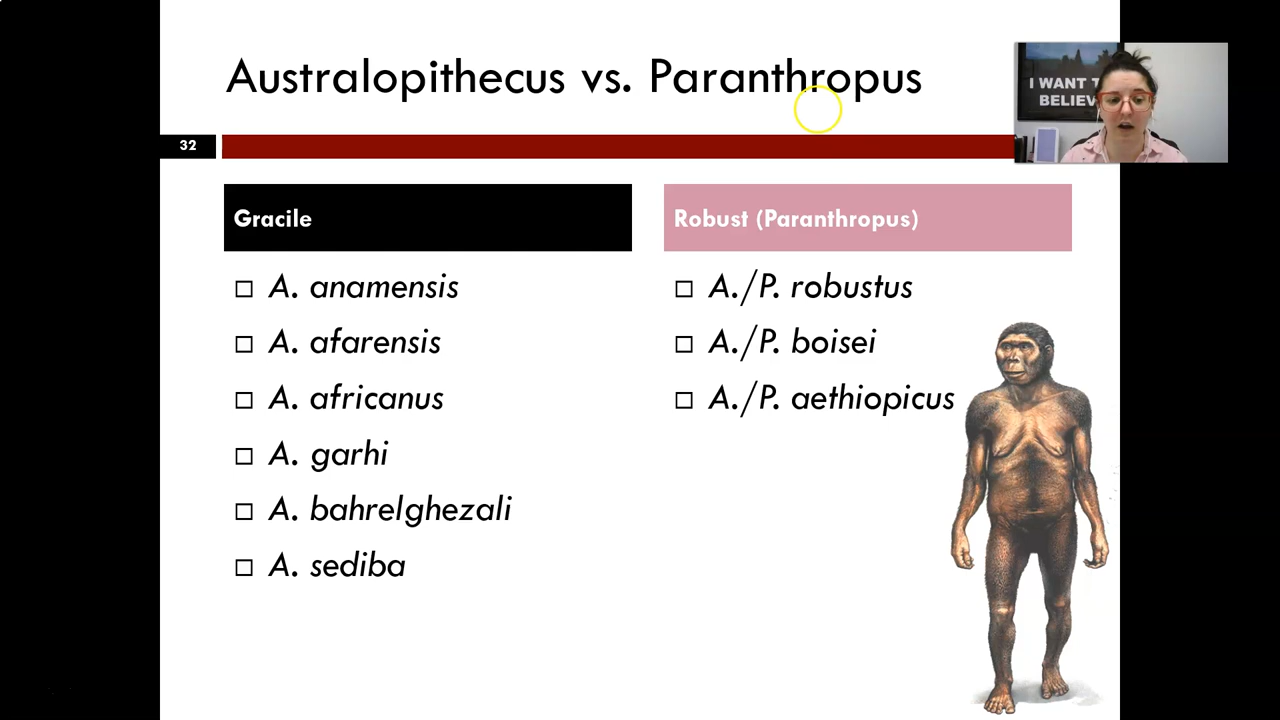 Australopithecus vs. Paranthropus
I WANT T
BELIEV
32
Gracile
Robust (Paranthropus)
A. anamensis
A. afarensis
A. africanus
A. garhi
A. bahrelghezali
A. sediba
A./P. robustus
A./P. boisei
A./P. aethiopicus